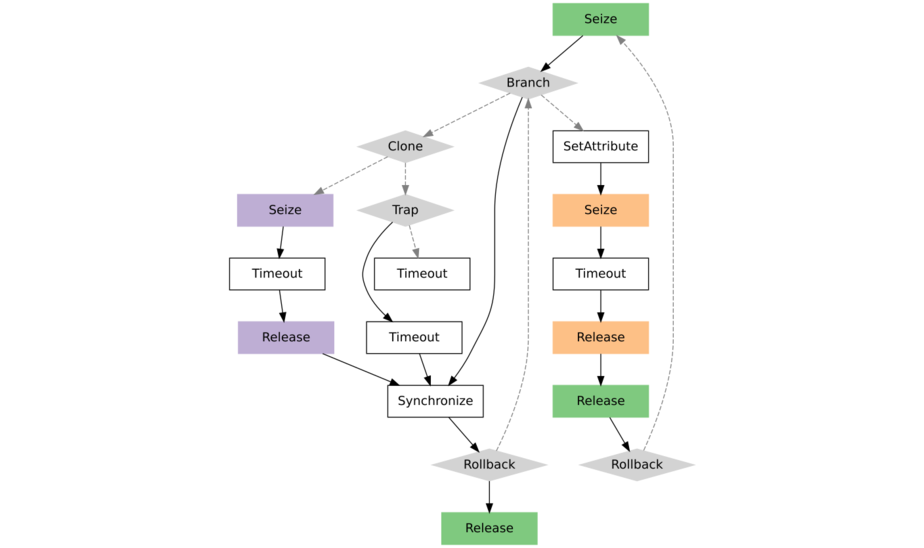 Seize
Branch
Clone
SetAttribute
Seize
Trap
Seize
Timeout
Timeout
Timeout
Release
Timeout
Release
Synchronize
Release
Rollback
Rollback
Release